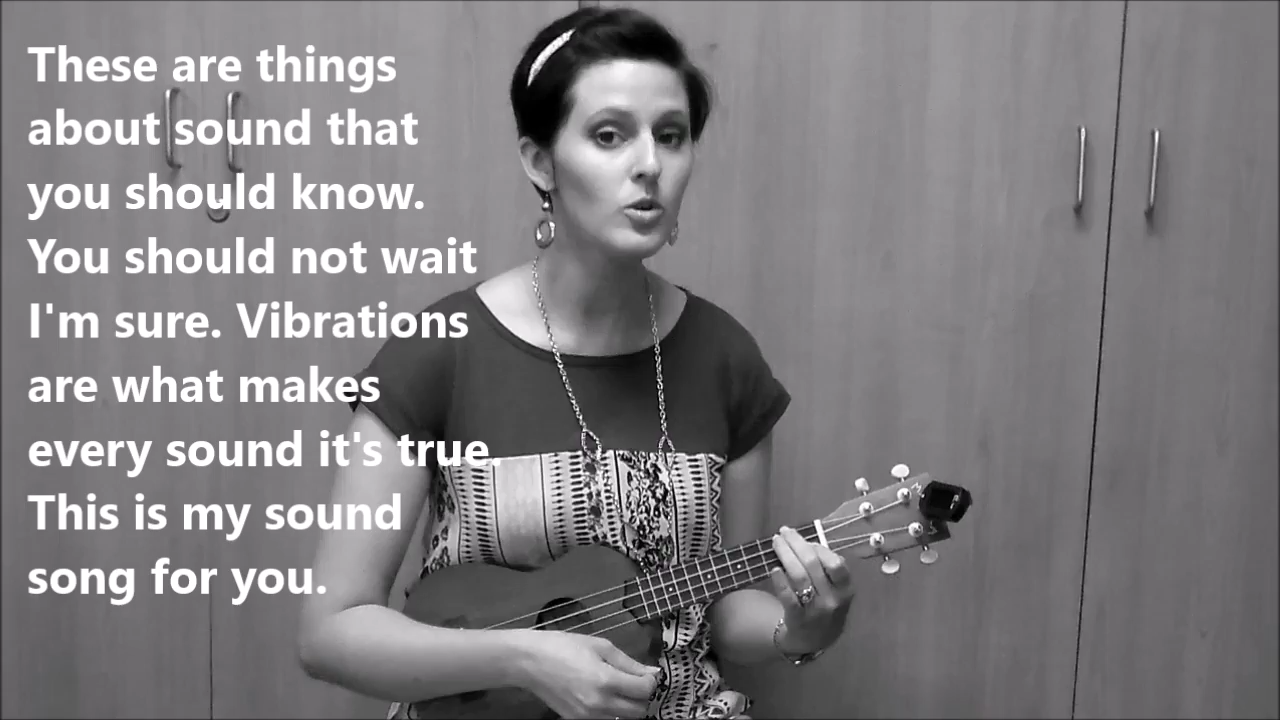 These are things
about sound that
you should know.
You should not wait
I'm sure. Vibrations
are what makes
every sound it's true.
This is my sound
song for you.